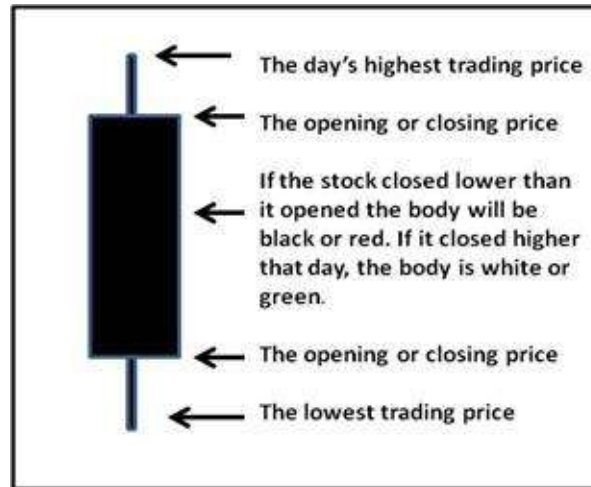 The day's highest trading price
The opening or closing price
If the stock closed lower than
it opened the body will be
black or red. If it closed higher
that day, the body is white or
green.
The opening or closing price
The lowest trading price